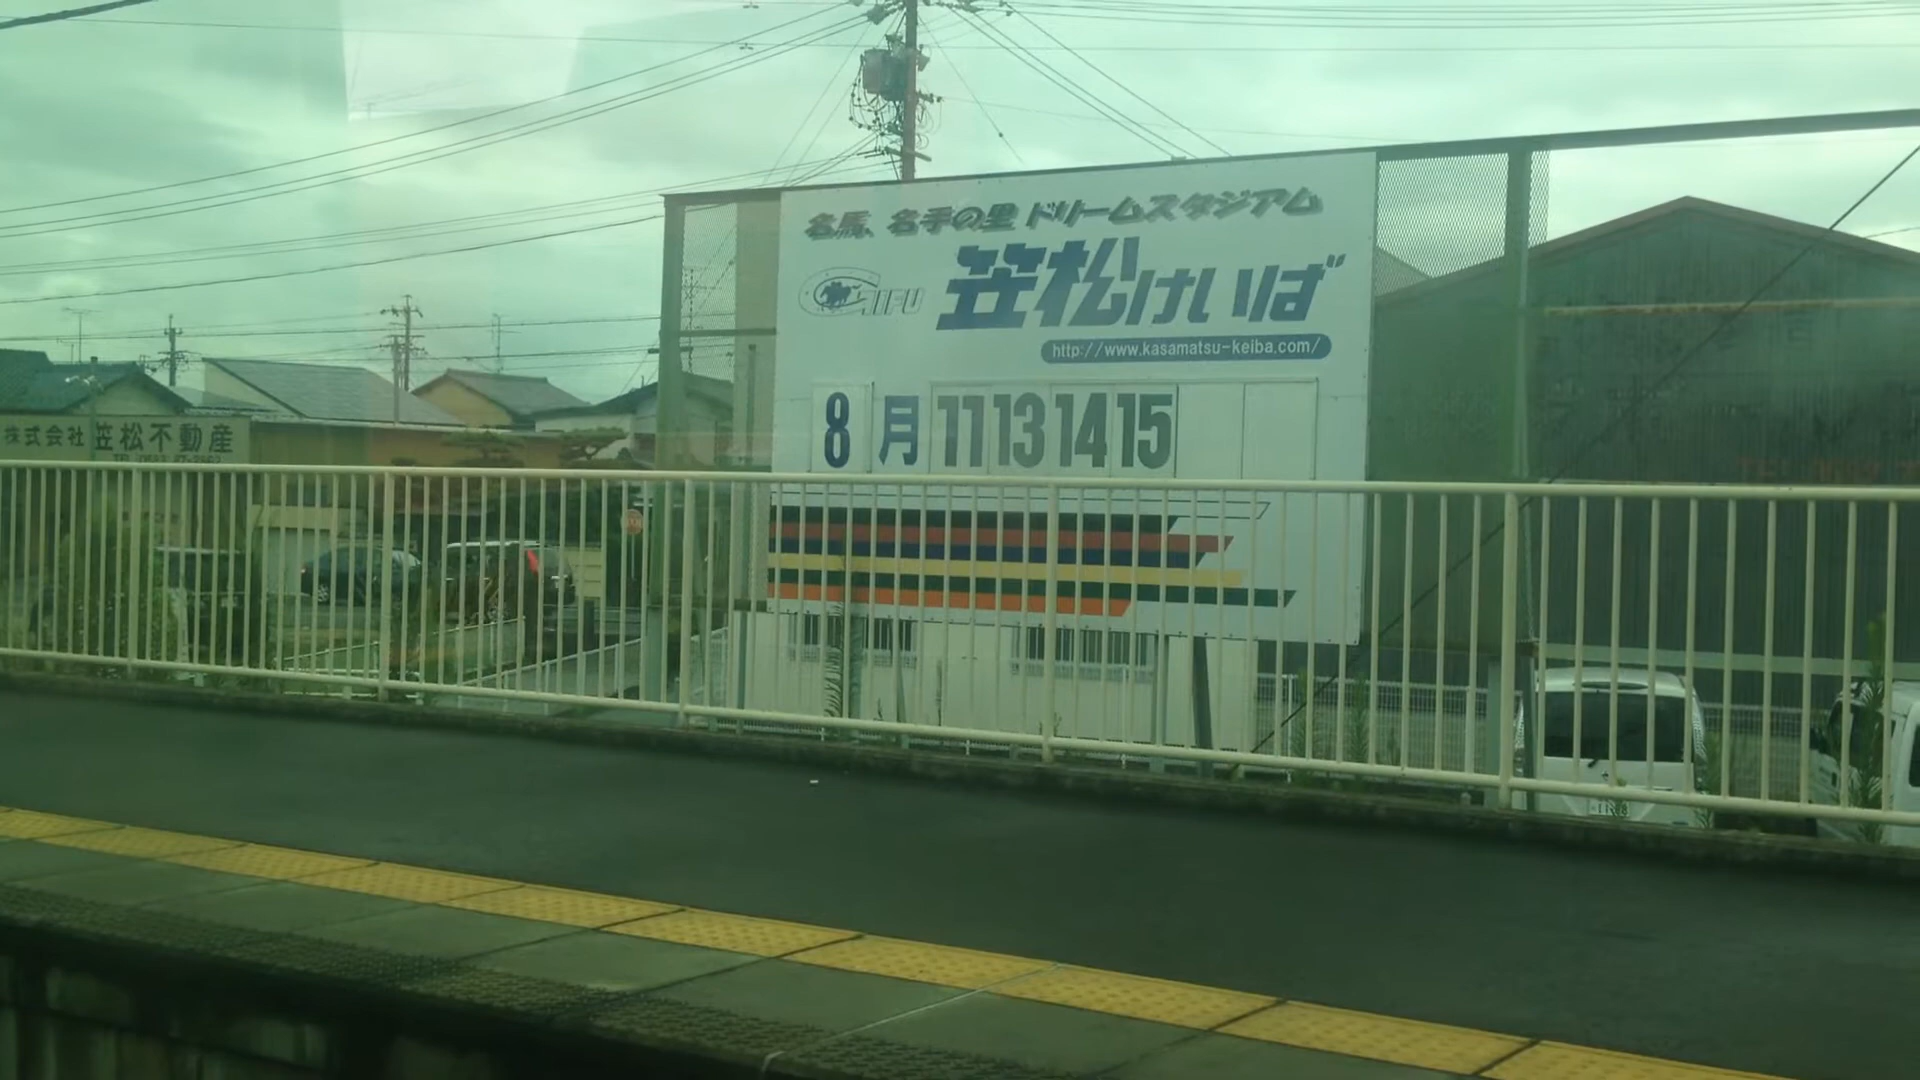 名馬、名手の里 ドリームスタジアム
GIFU 笠松けいば
http://www.kasamatsu-keiba.com/
8 月 11 13 14 15
株式会社 笠松不動産